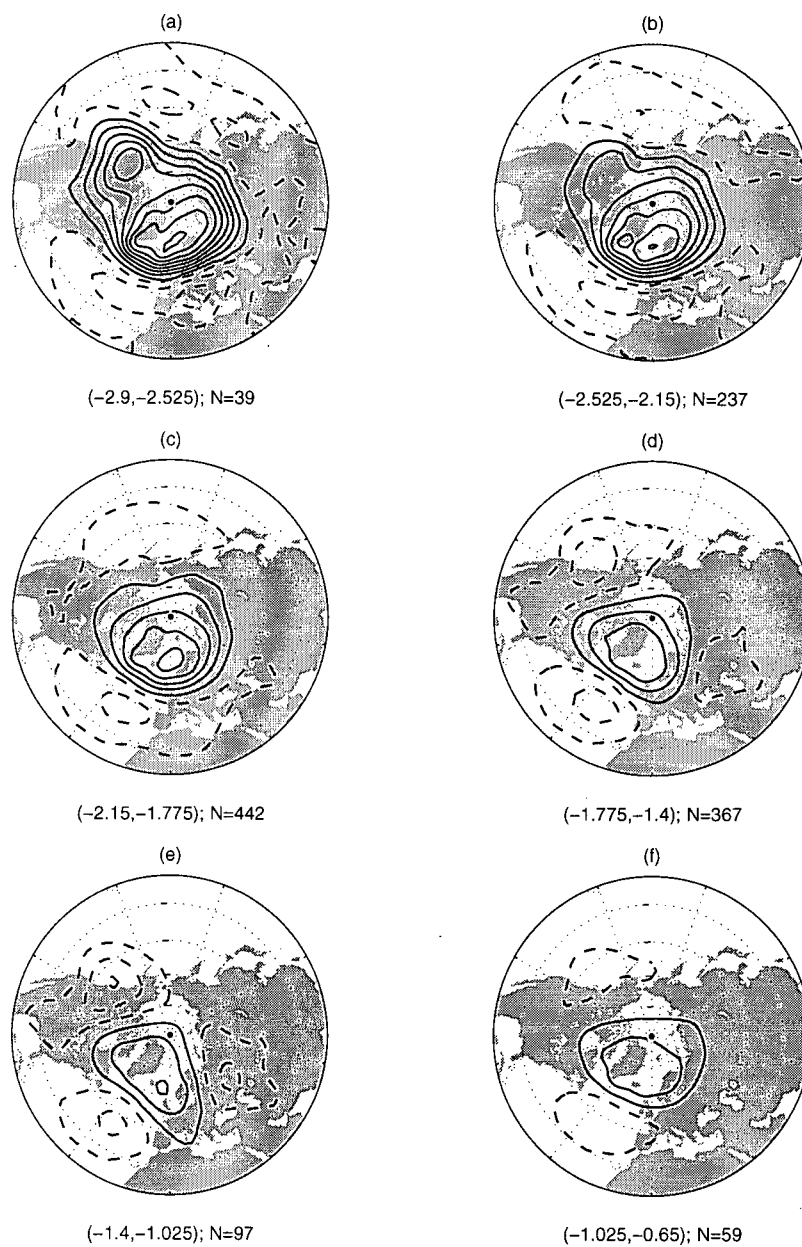 (a)
(b)
(−2.9,−2.525); N=39
(−2.525,−2.15); N=237
(c)
(d)
(−2.15,−1.775); N=442
(−1.775,−1.4); N=367
(e)
(f)
(−1.4,−1.025); N=97
(−1.025,−0.65); N=59